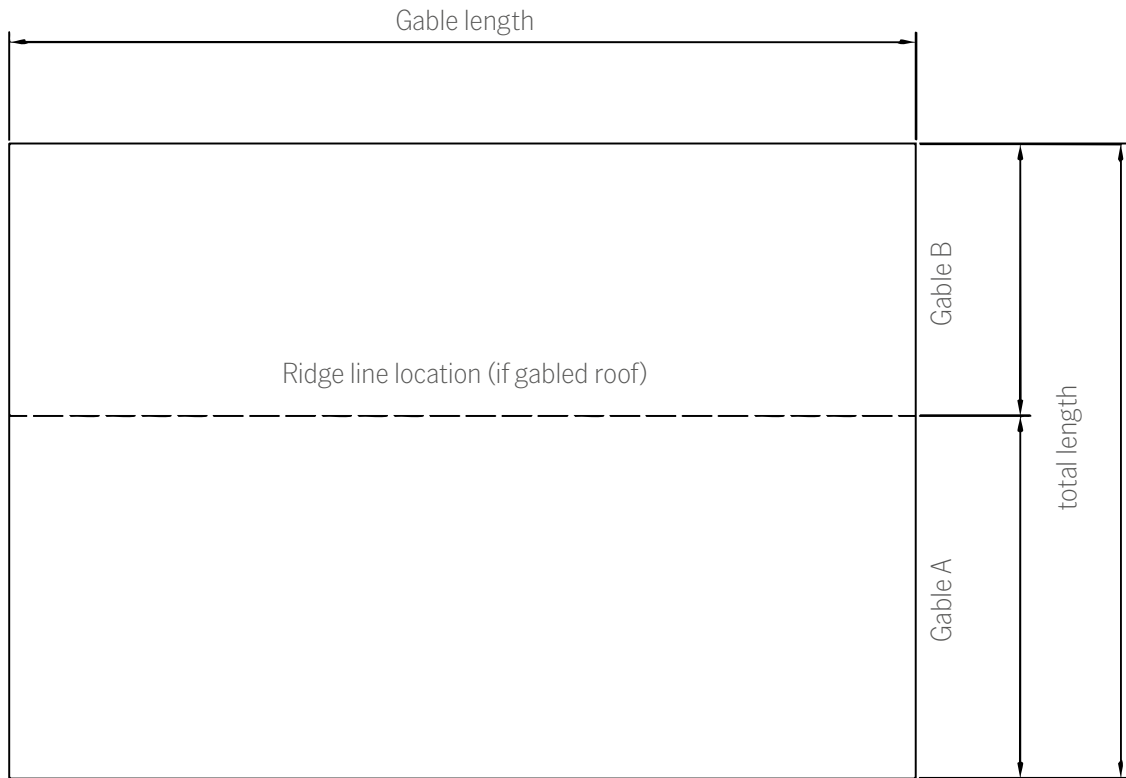 Gable length
Gable B
Ridge line location (if gabled roof)
total length
Gable A